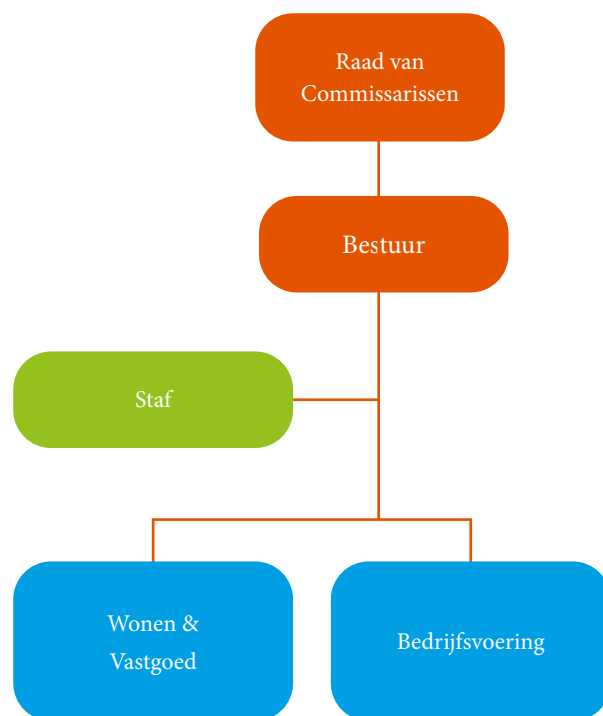 Raad van
Commissarissen
Bestuur
Staf
Wonen &
Vastgoed
Bedrijfsvoering